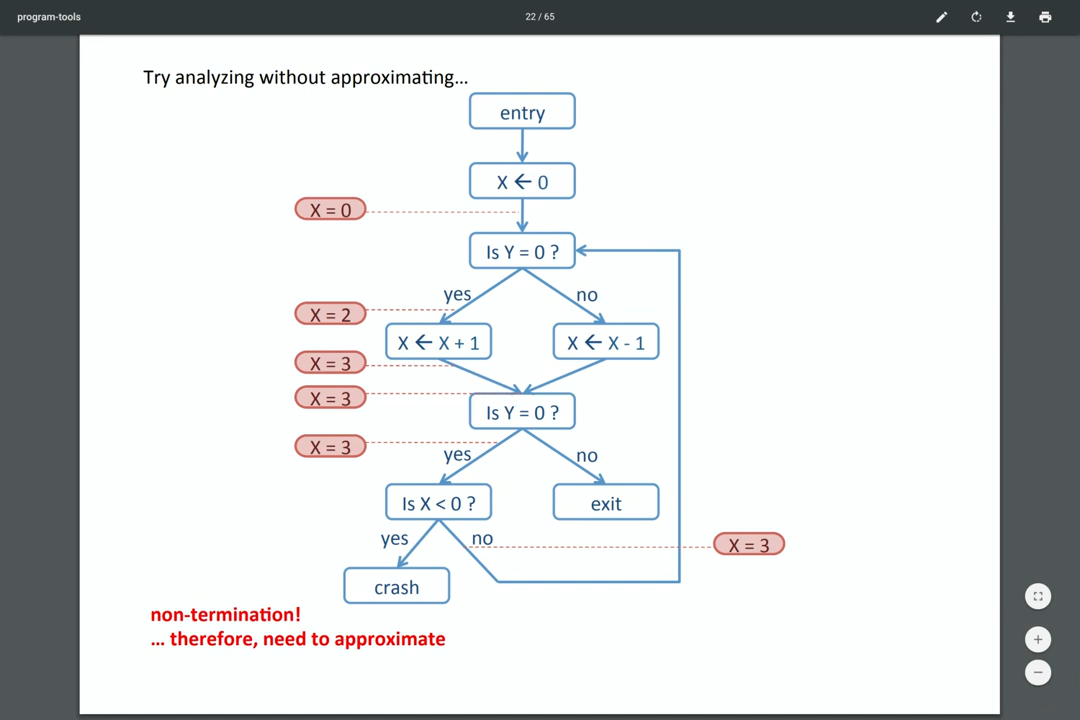 program-tools
22 / 65
Try analyzing without approximating...
entry
X ← 0
X = 0
Is Y = 0 ?
yes
no
X = 2
X ← X + 1
X ← X - 1
X = 3
X = 3
Is Y = 0 ?
X = 3
yes
no
Is X < 0 ?
exit
yes
no
X = 3
crash
non-termination!
... therefore, need to approximate